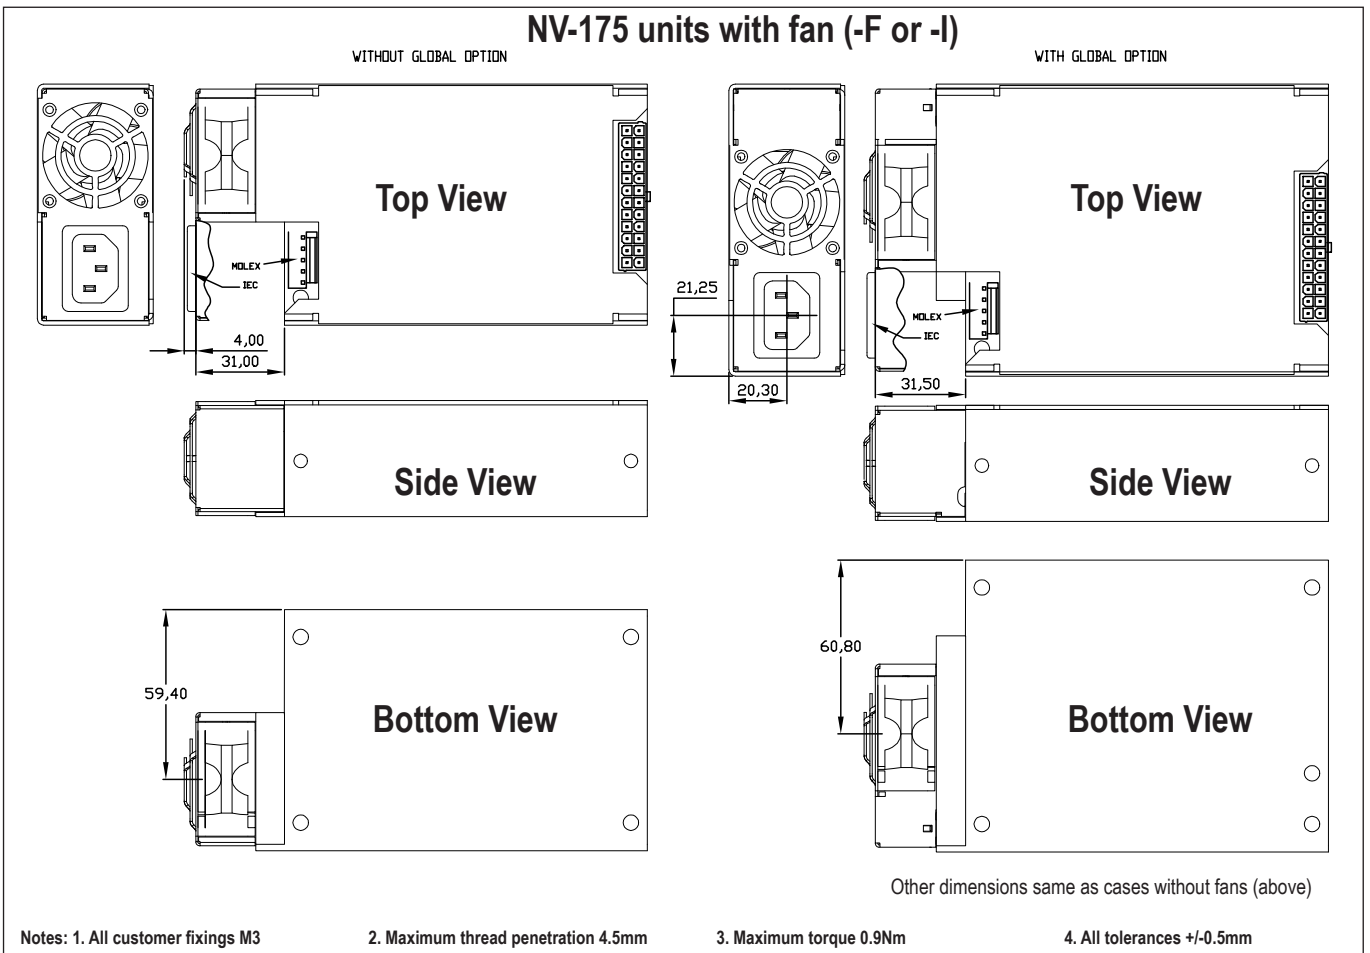 NV-175 units with fan (-F or -I)
WITHOUT GLOBAL OPTION
WITH GLOBAL OPTION
Top View
Top View
MOLEX
IEC
MOLEX
IEC
21,25
4,00
31,00
20,30
31,50
Side View
Side View
59,40
60,80
Bottom View
Bottom View
Other dimensions same as cases without fans (above)
Notes: 1. All customer fixings M3 2. Maximum thread penetration 4.5mm 3. Maximum torque 0.9Nm 4. All tolerances +/-0.5mm